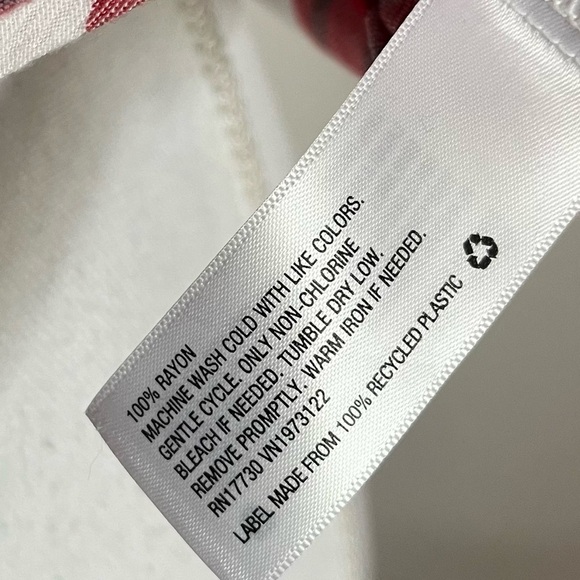 100% RAYON
MACHINE WASH COLD WITH LIKE COLORS.
GENTLE CYCLE. ONLY NON-CHLORINE
BLEACH IF NEEDED. TUMBLE DRY LOW.
REMOVE PROMPTLY. WARM IRON IF NEEDED.
RN17730 VN1973122
LABEL MADE FROM 100% RECYCLED PLASTIC